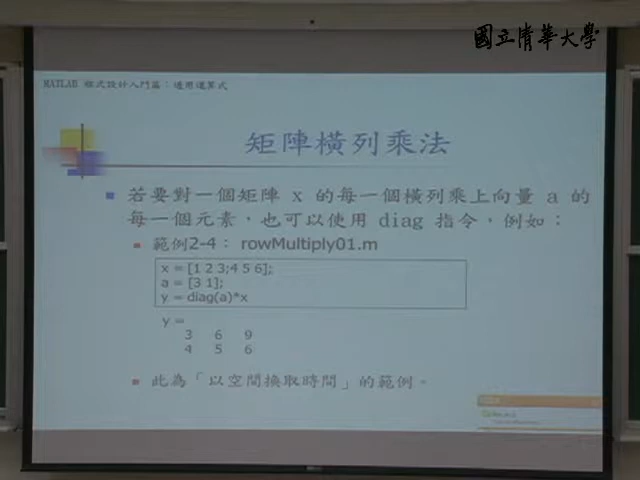 國立清華大學
MATLAB 程式設計入門篇：通用運算式
矩陣橫列乘法
若要對一個矩陣 x 的每一個橫列乘上向量 a 的
每一個元素，也可以使用 diag 指令，例如：
範例2-4： rowMultiply01.m
x = [1 2 3;4 5 6];
a = [3 1];
y = diag(a)*x
y =
3 6 9
4 5 6
此為「以空間換取時間」的範例。